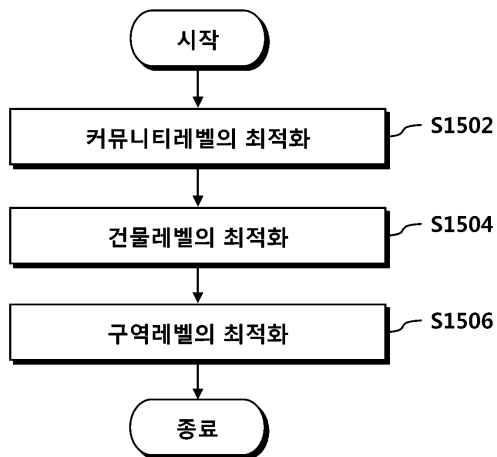 시작
커뮤니티레벨의 최적화
S1502
건물레벨의 최적화
S1504
구역레벨의 최적화
S1506
종료